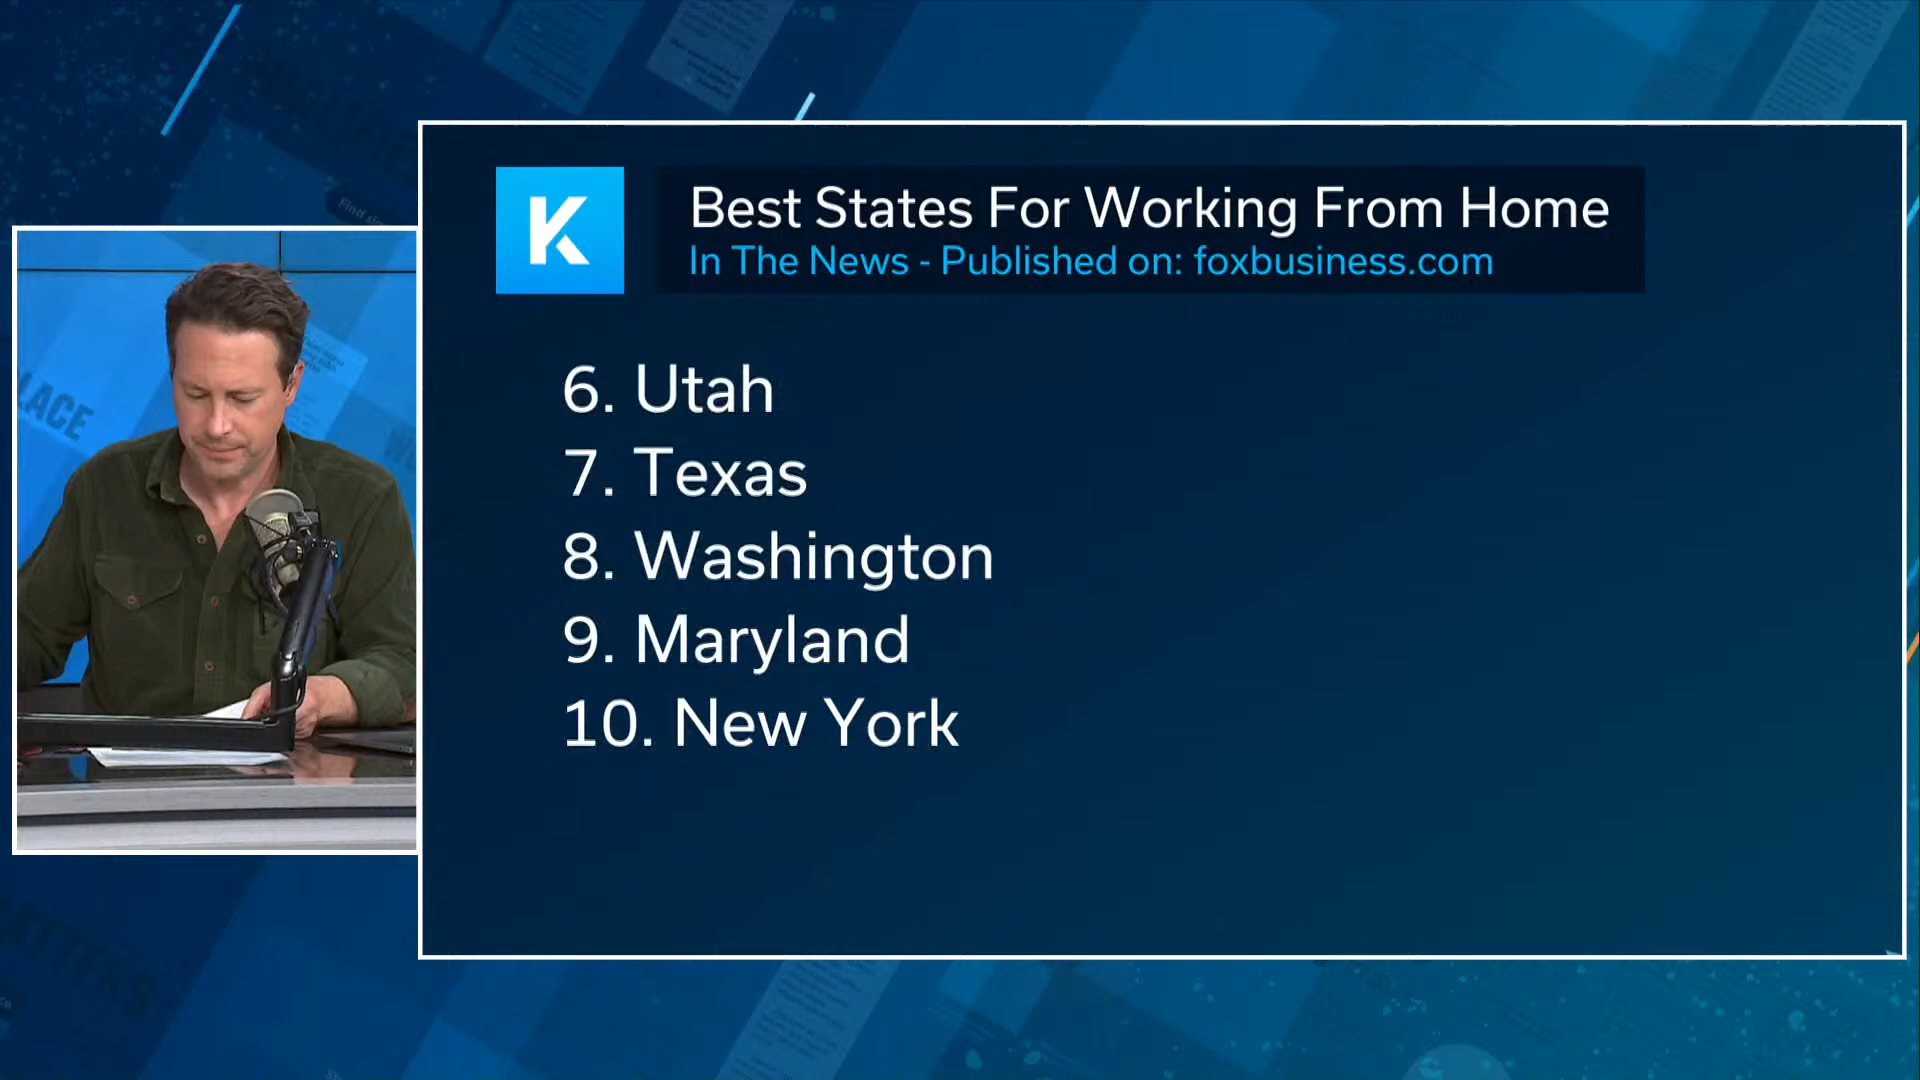 K
Best States For Working From Home
In The News - Published on: foxbusiness.com
6. Utah
7. Texas
8. Washington
9. Maryland
10. New York
LACE